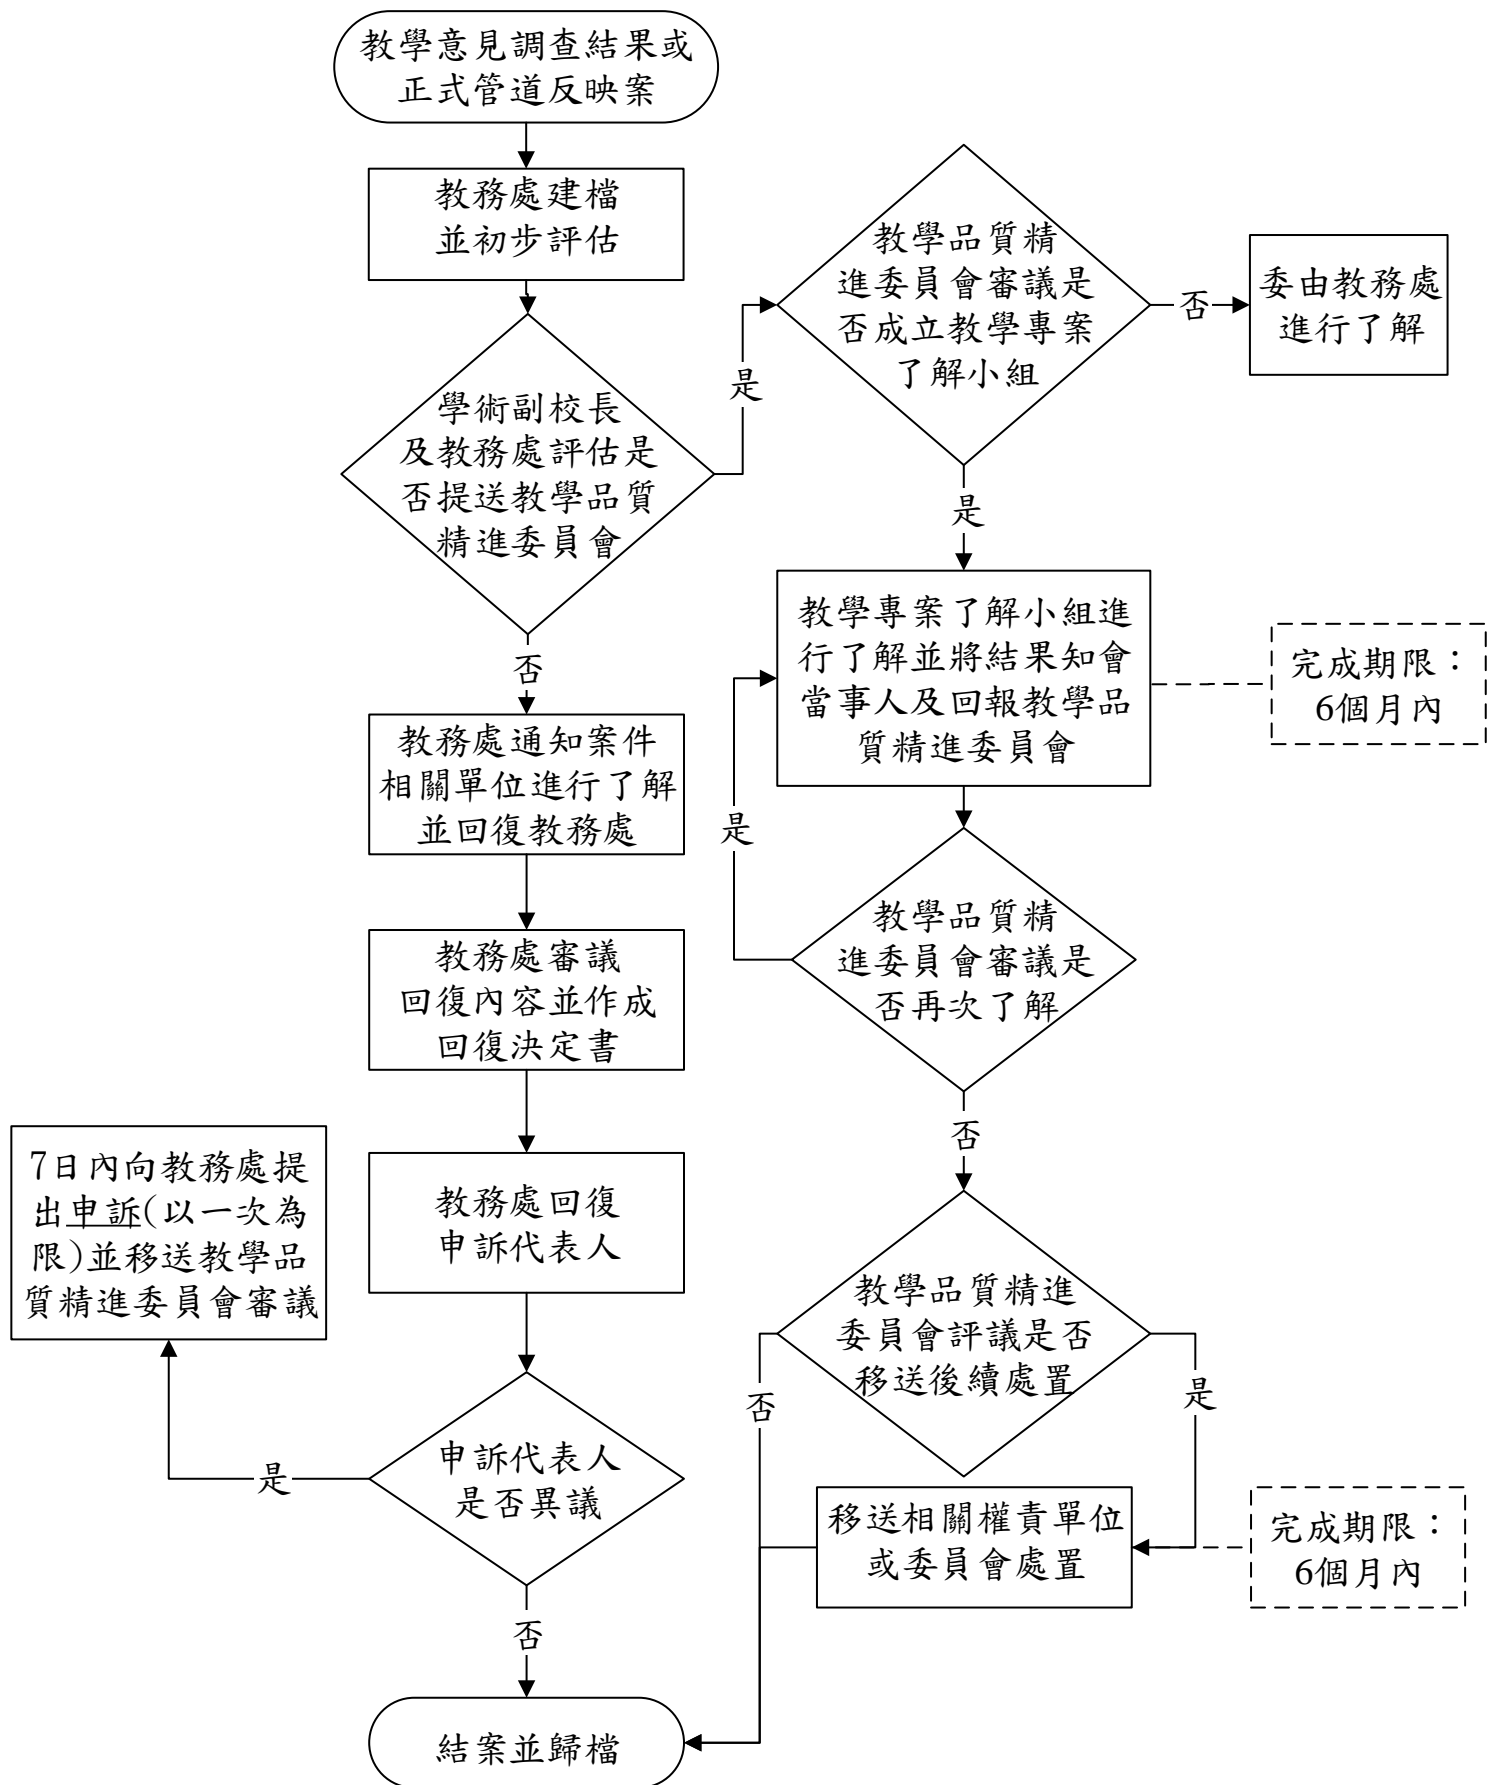 教學意見調查結果或
正式管道反映案
教務處建檔
並初步評估
學術副校長
及教務處評估是
否提送教學品質
精進委員會
是
否
教學品質精
進委員會審議是
否成立教學專案
了解小組
否
委由教務處
進行了解
是
教學專案了解小組進
行了解並將結果知會
當事人及回報教學品
質精進委員會
完成期限：
6個月內
教學品質精
進委員會審議是
否再次了解
是
否
教學品質精進
委員會評議是否
移送後續處置
否
是
移送相關權責單位
或委員會處置
完成期限：
6個月內
教務處通知案件
相關單位進行了解
並回復教務處
教務處審議
回復內容並作成
回復決定書
教務處回復
申訴代表人
申訴代表人
是否異議
是
7日內向教務處提
出申訴(以一次為
限)並移送教學品
質精進委員會審議
否
結案並歸檔